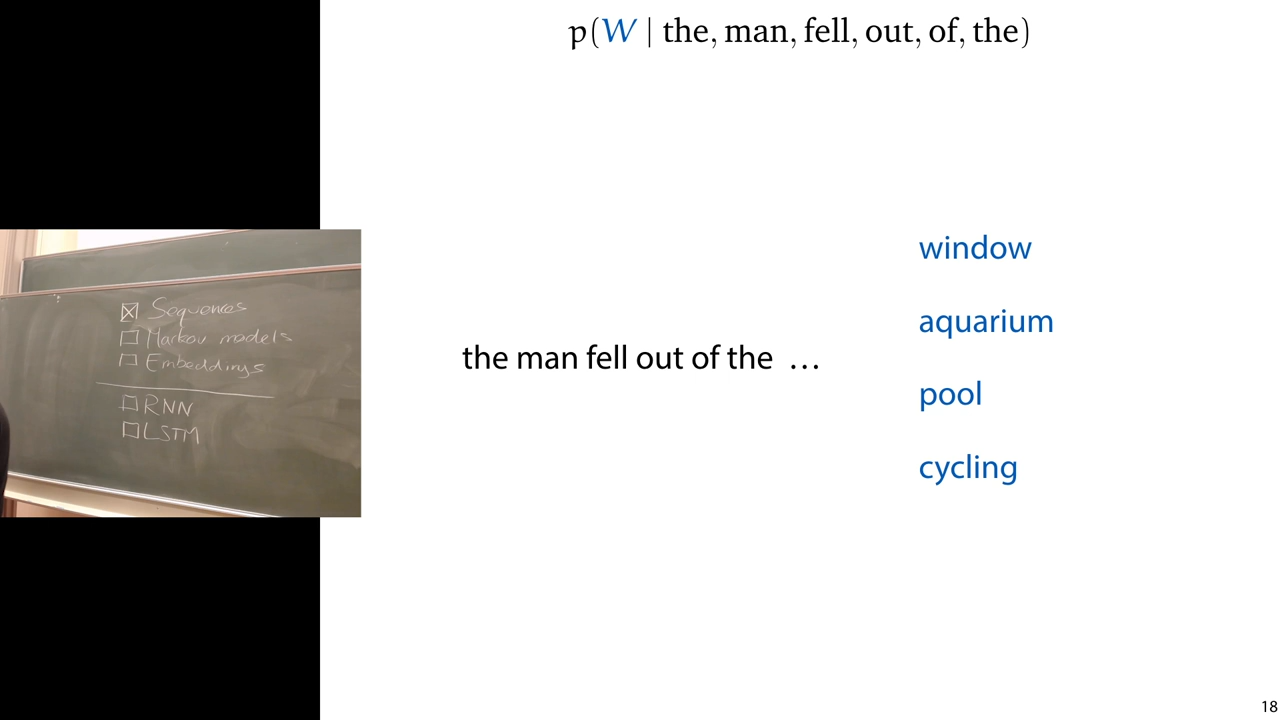 p(W | the, man, fell, out, of, the)
Sequences
Markov models
Embeddings
RNN
LSTM
the man fell out of the …
window
aquarium
pool
cycling
18